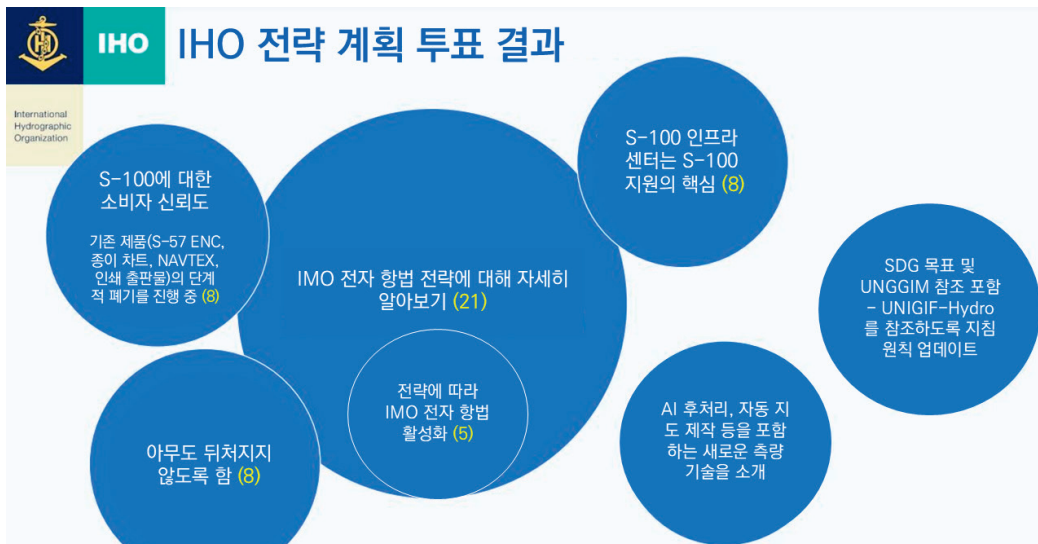 IHO
IHO 전략 계획 투표 결과
International
Hydrographic
Organization
S-100에 대한
소비자 신뢰도
기존 제품(S-57 ENC,
종이 차트, NAVTEX,
인쇄 출판물)의 단계
적 폐기를 진행 중 (8)
IMO 전자 항법 전략에 대해 자세히
알아보기 (21)
S-100 인프라
센터는 S-100
지원의 핵심 (8)
SDG 목표 및
UNGGIM 참조 포함
- UNIGIF-Hydro
를 참조하도록 지침
원칙 업데이트
전략에 따라
IMO 전자 항법
활성화 (5)
AI 후처리, 자동 지
도 제작 등을 포함
하는 새로운 측량
기술을 소개
아무도 뒤처지지
않도록 함 (8)